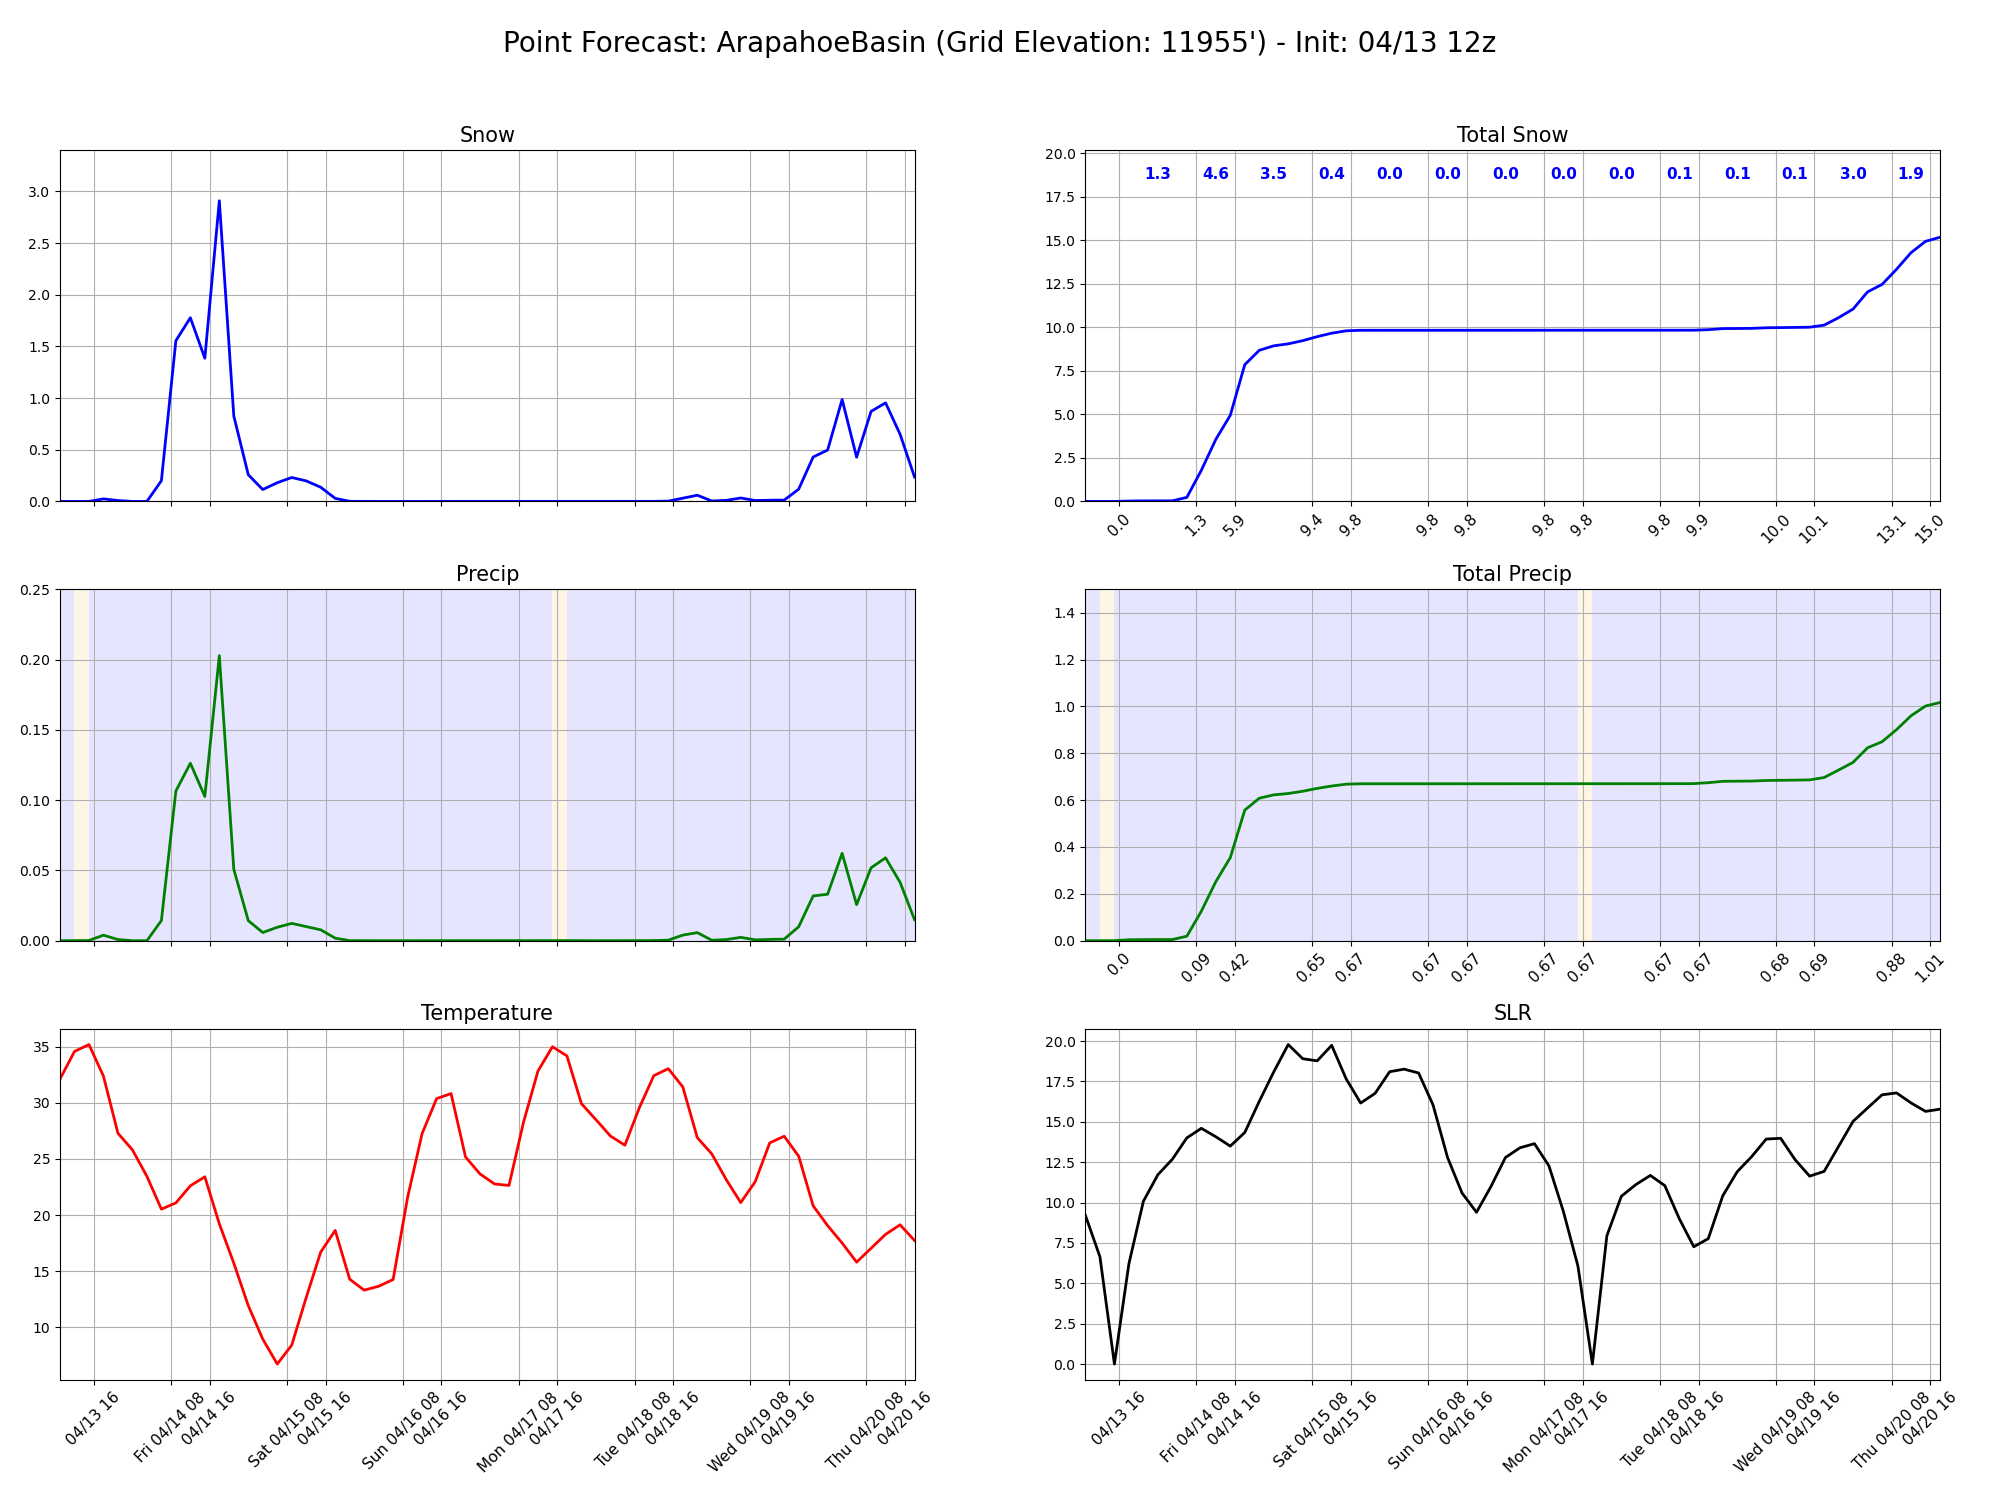 Point Forecast: ArapahoeBasin (Grid Elevation: 11955') - Init: 04/13 12z
Snow
3.0
2.5
2.0
1.5
1.0
0.5
0.0
Total Snow
20.0
17.5
15.0
12.5
10.0
7.5
5.0
2.5
0.0
1.3 4.6 3.5 0.4 0.0 0.0 0.0 0.0 0.0 0.1 0.1 0.1 3.0 1.9
0.0 1.3 5.9 9.4 9.8 9.8 9.8 9.8 9.8 9.8 9.9 10.0 10.1 13.1 15.0
Precip
0.25
0.20
0.15
0.10
0.05
0.00
Total Precip
1.4
1.2
1.0
0.8
0.6
0.4
0.2
0.0
0.0 0.09 0.42 0.65 0.67 0.67 0.67 0.67 0.67 0.67 0.67 0.68 0.69 0.88 1.01
Temperature
35
30
25
20
15
10
04/13 16
Fri 04/14 08
04/14 16
Sat 04/15 08
04/15 16
Sun 04/16 08
04/16 16
Mon 04/17 08
04/17 16
Tue 04/18 08
04/18 16
Wed 04/19 08
04/19 16
Thu 04/20 08
04/20 16
SLR
20.0
17.5
15.0
12.5
10.0
7.5
5.0
2.5
0.0
04/13 16
Fri 04/14 08
04/14 16
Sat 04/15 08
04/15 16
Sun 04/16 08
04/16 16
Mon 04/17 08
04/17 16
Tue 04/18 08
04/18 16
Wed 04/19 08
04/19 16
Thu 04/20 08
04/20 16